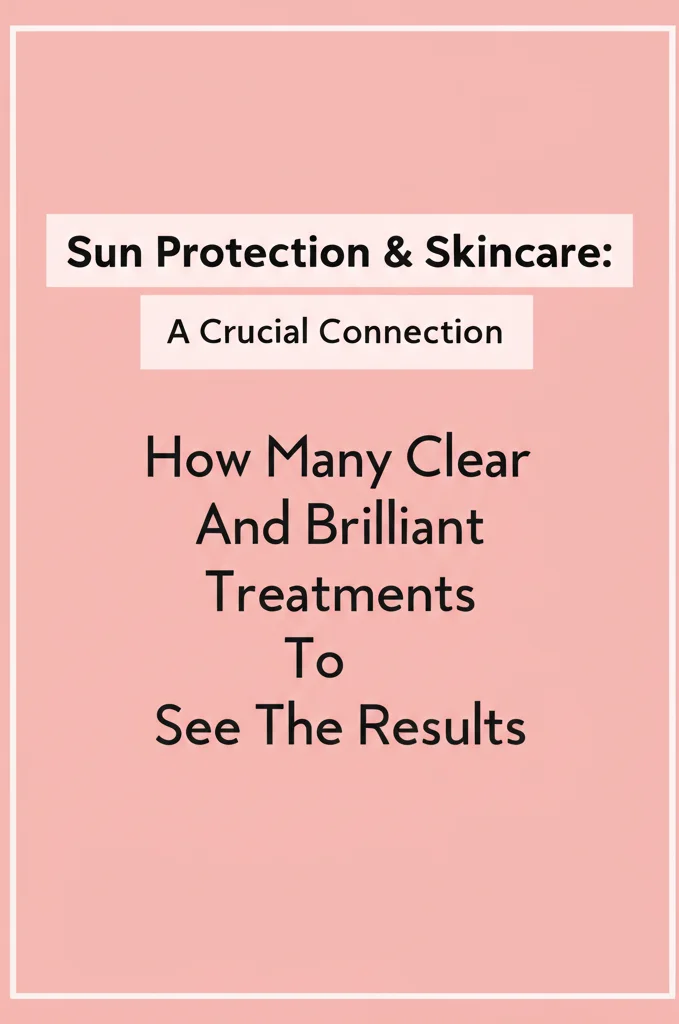 Sun Protection & Skincare:
A Crucial Connection
How Many Clear
And Brilliant
Treatments
To
See The Results